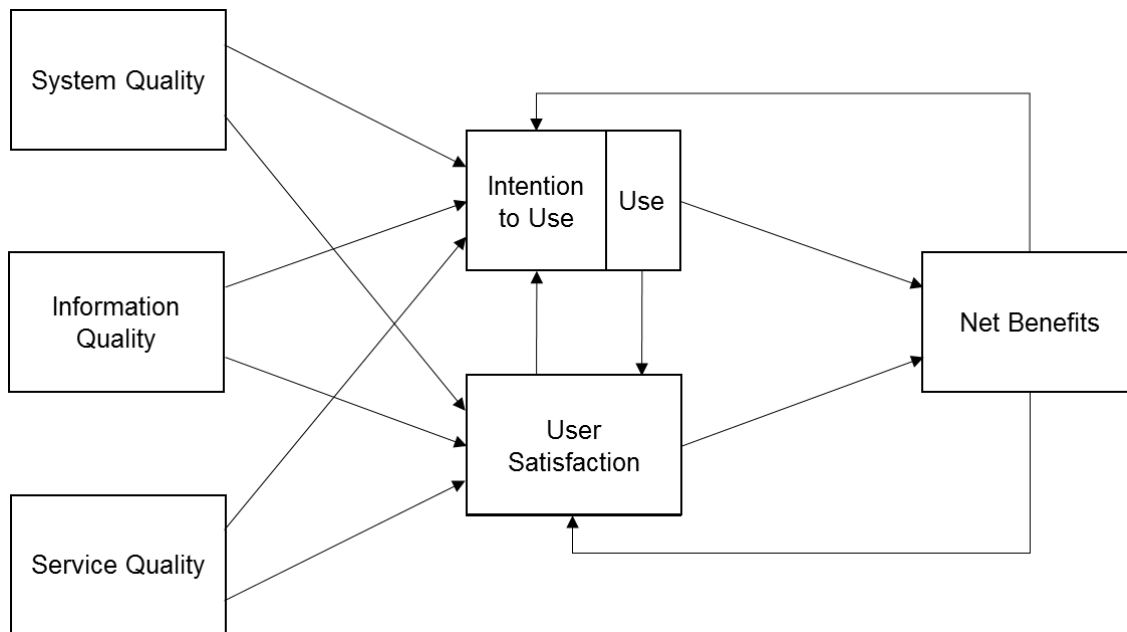 System Quality
Intention
to Use
Use
Information
Quality
Net Benefits
User
Satisfaction
Service Quality